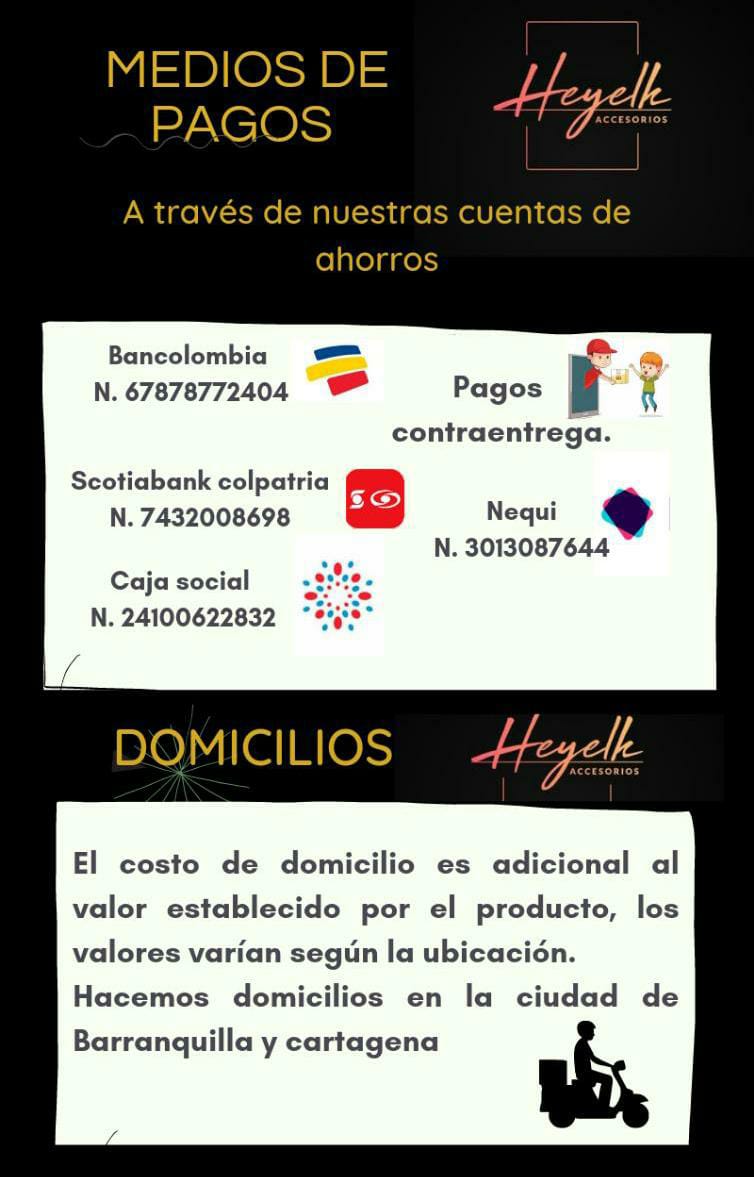 MEDIOS DE
PAGOS
Heyelk
ACCESORIOS
A través de nuestras cuentas de
ahorros
Bancolombia
N. 67878772404
Pagos
contraentrega.
Scotiabank colpatria
N. 7432008698
Nequi
N. 3013087644
Caja social
N. 24100622832
DOMICILIOS
Heyelk
ACCESORIOS
El costo de domicilio es adicional al
valor establecido por el producto, los
valores varían según la ubicación.
Hacemos domicilios en la ciudad de
Barranquilla y cartagena